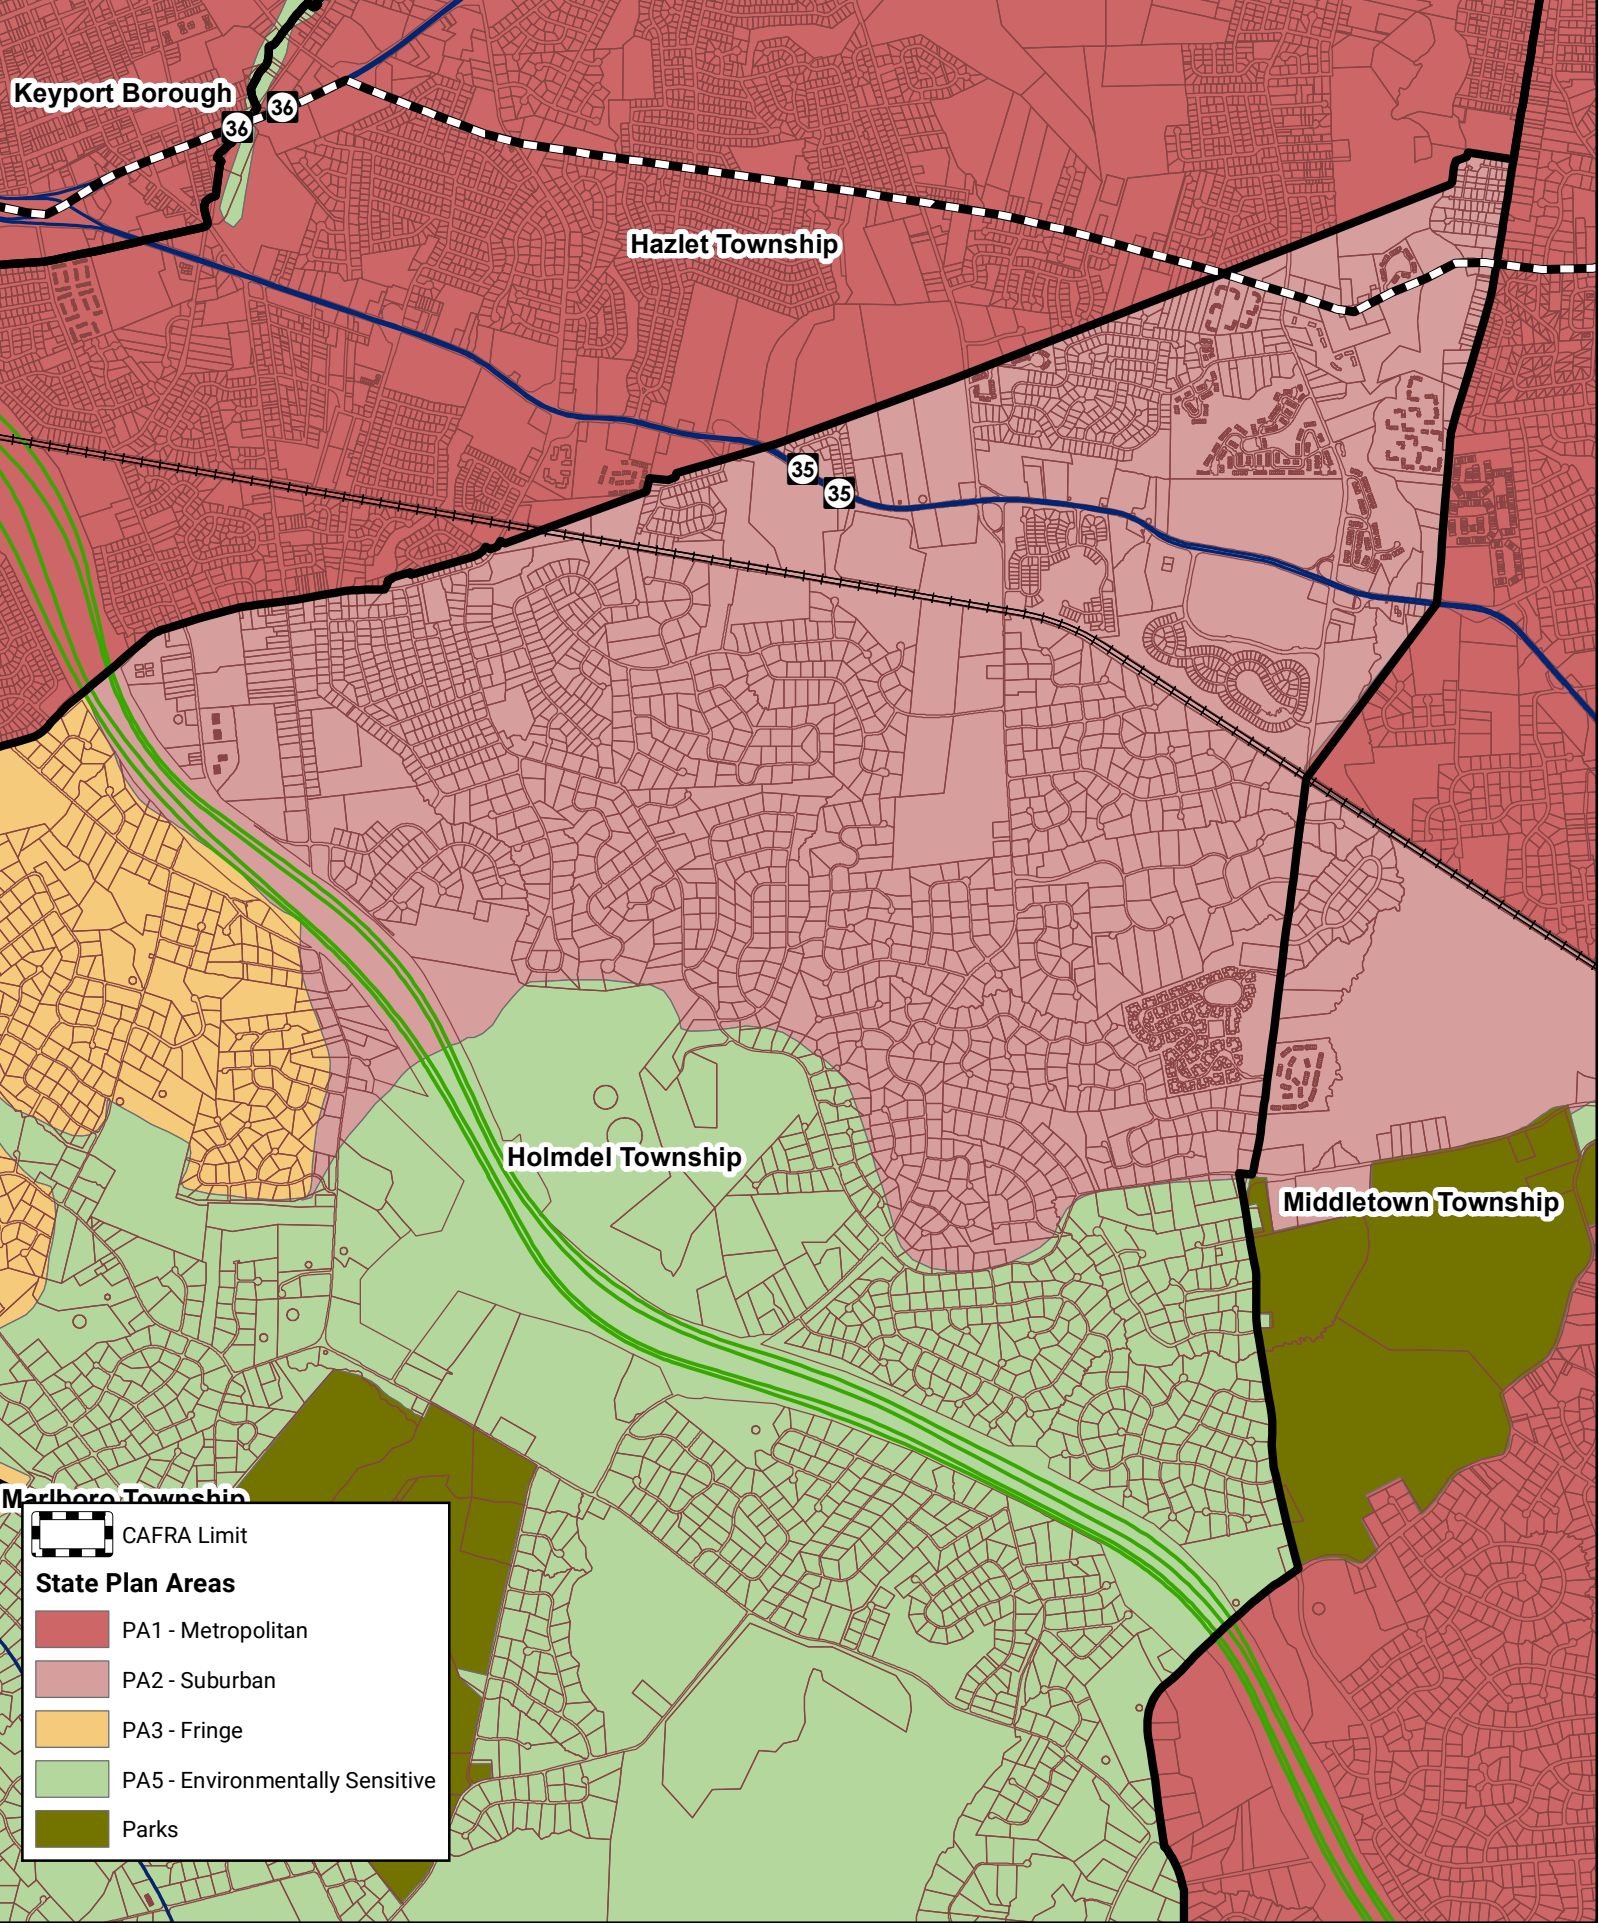 Keyport Borough
36
36
Hazlet Township
35
35
Holmdel Township
Middletown Township
Marlboro Township
CAFRA Limit
State Plan Areas
PA1 - Metropolitan
PA2 - Suburban
PA3 - Fringe
PA5 - Environmentally Sensitive
Parks